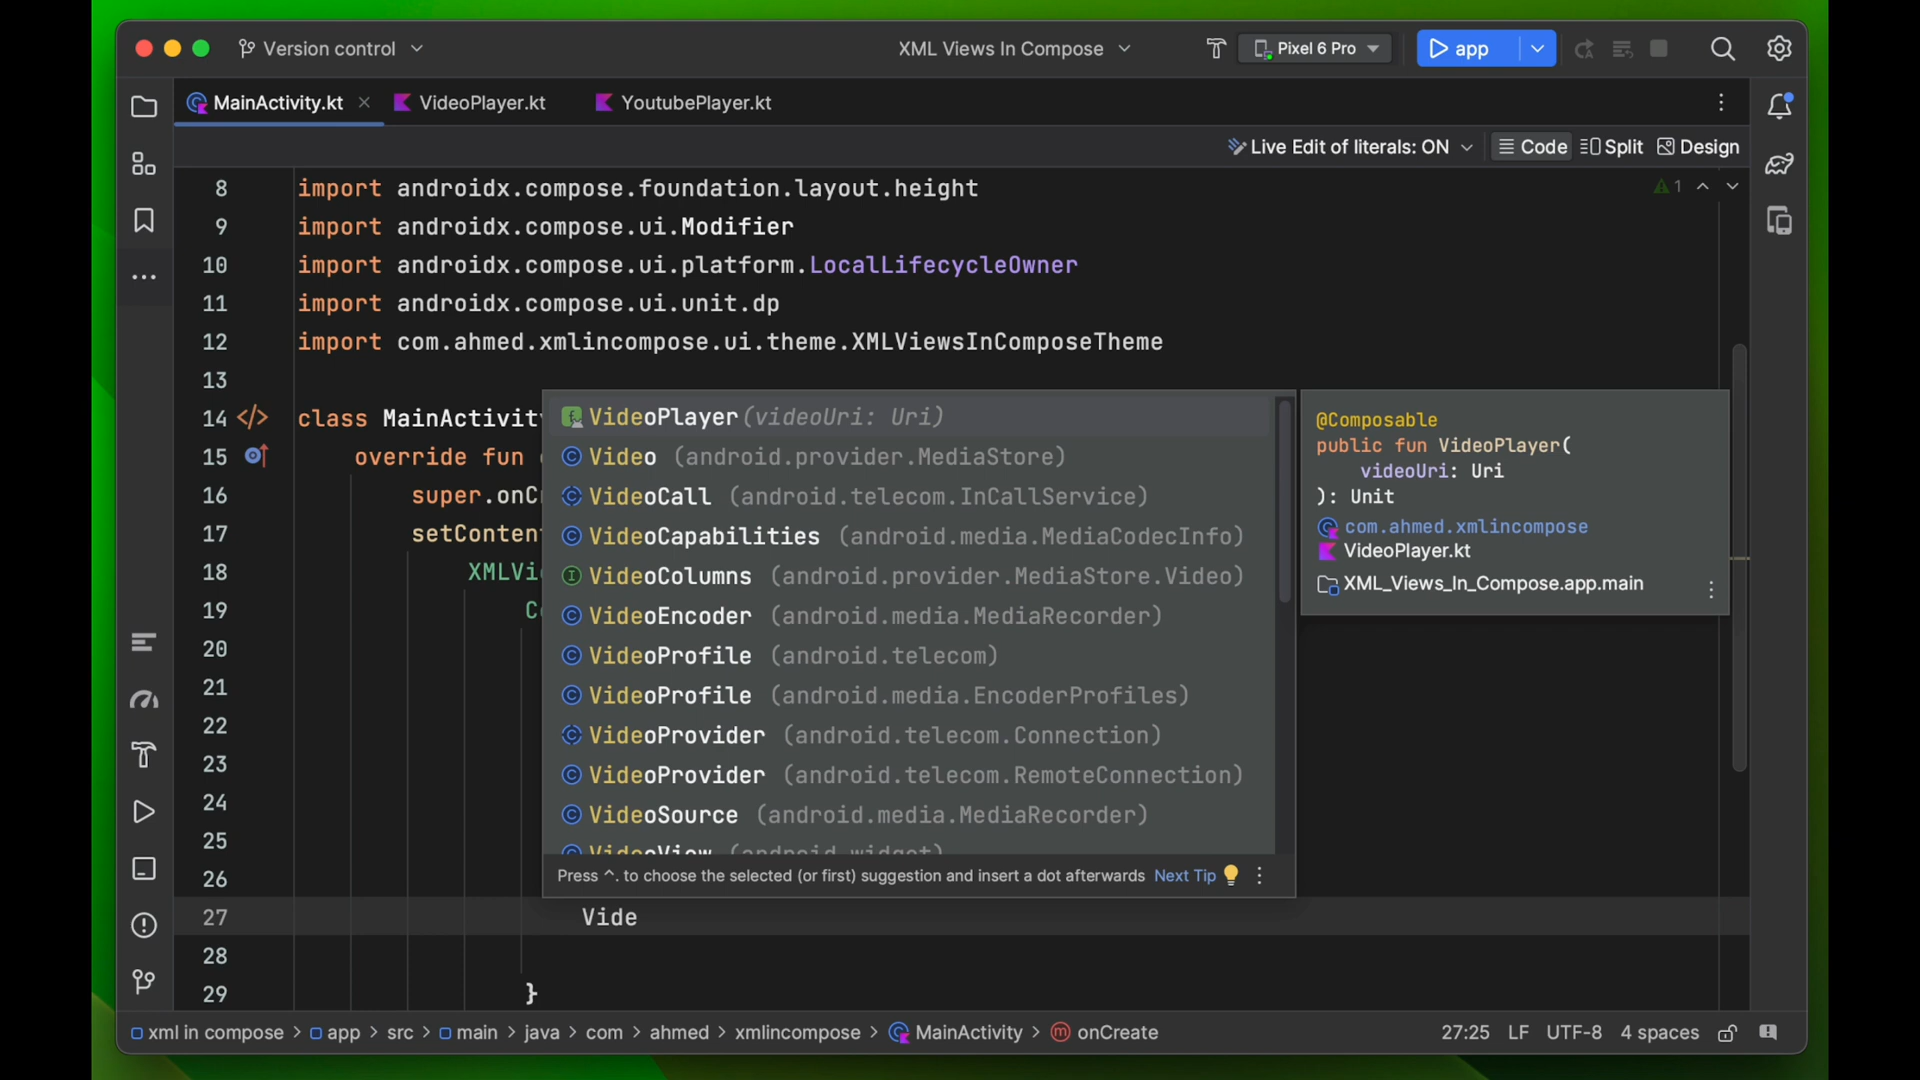 Version control
XML Views In Compose
Pixel 6 Pro
app
MainActivity.kt
VideoPlayer.kt
YoutubePlayer.kt
Live Edit of literals: ON
Code
Split
Design
8 import androidx.compose.foundation.layout.height
1
9 import androidx.compose.ui.Modifier
10 import androidx.compose.ui.platform.LocalLifecycleOwner
11 import androidx.compose.ui.unit.dp
12 import com.ahmed.xmlincompose.ui.theme.XMLViewsInComposeTheme
13
14 class MainActivity
15 override fun
16 super.onC
17 setConten
18 XMLVi
19 C
20
21
22
23
24
25
26
27 Vide
28
29 }
VideoPlayer(videoUri: Uri)
Video (android.provider.MediaStore)
VideoCall (android.telecom.InCallService)
VideoCapabilities (android.media.MediaCodecInfo)
VideoColumns (android.provider.MediaStore.Video)
VideoEncoder (android.media.MediaRecorder)
VideoProfile (android.telecom)
VideoProfile (android.media.EncoderProfiles)
VideoProvider (android.telecom.Connection)
VideoProvider (android.telecom.RemoteConnection)
VideoSource (android.media.MediaRecorder)
VideoView (android.widget)
Press ^. to choose the selected (or first) suggestion and insert a dot afterwards Next Tip
@Composable
public fun VideoPlayer(
videoUri: Uri
): Unit
com.ahmed.xmlincompose
VideoPlayer.kt
XML_Views_In_Compose.app.main
xml in compose > app > src > main > java > com > ahmed > xmlincompose > MainActivity > onCreate
27:25 LF UTF-8 4 spaces